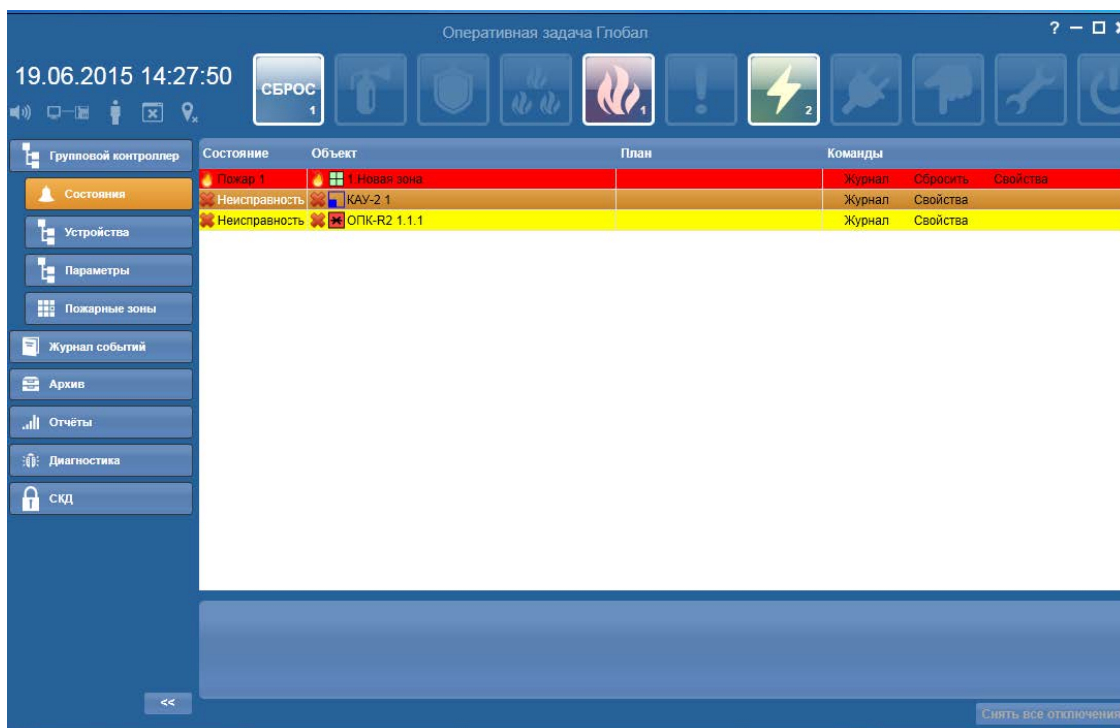 Оперативная задача Глобал
? — □
19.06.2015 14:27:50
СБРОС
1
1
2
Групповой контроллер
Состояния
Устройства
Параметры
Пожарные зоны
Журнал событий
Архив
Отчёты
Диагностика
СКД
<<
Состояние Объект План Команды
Пожар 1 1.Новая зона Журнал Сбросить Свойства
Неисправность КАУ-2 1 Журнал Свойства
Неисправность ОПК-R2 1.1.1 Журнал Свойства
Снять все отключения